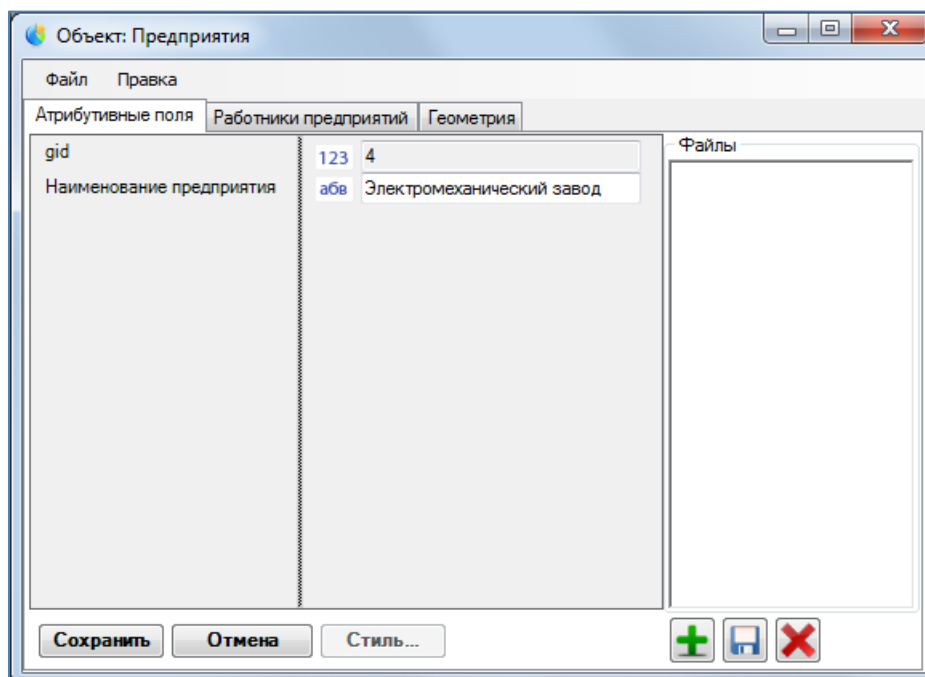 Объект: Предприятия
Файл Правка
Атрибутивные поля Работники предприятий Геометрия
gid 123 4 Файлы
Наименование предприятия абв Электромеханический завод
Сохранить Отмена Стиль...